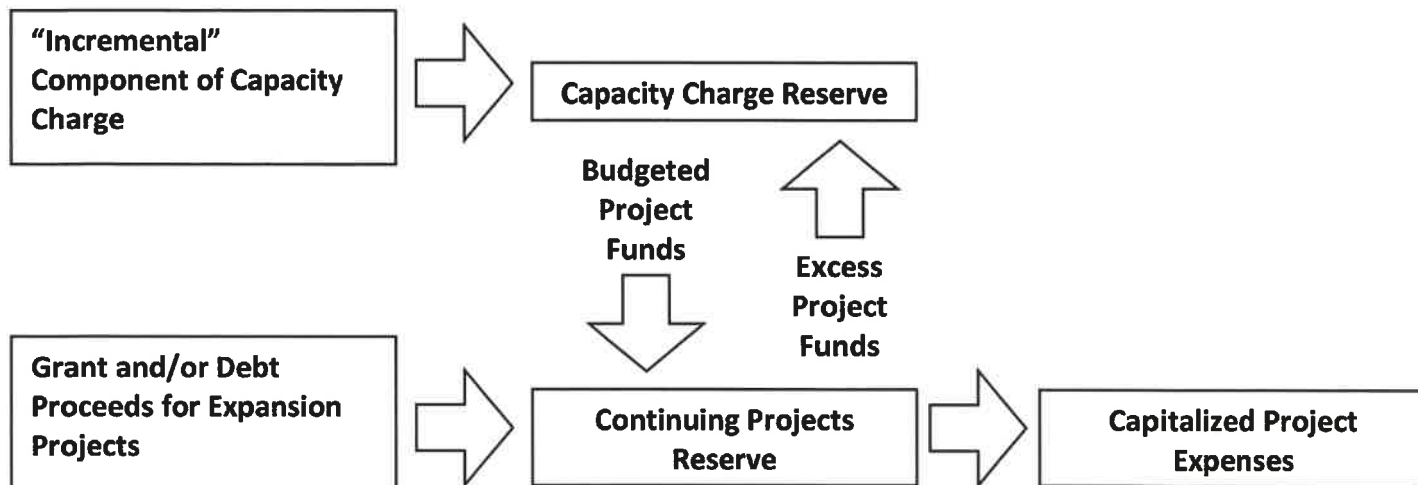 “Incremental”
Component of Capacity
Charge
Capacity Charge Reserve
Budgeted
Project
Funds
Excess
Project
Funds
Grant and/or Debt
Proceeds for Expansion
Projects
Continuing Projects
Reserve
Capitalized Project
Expenses